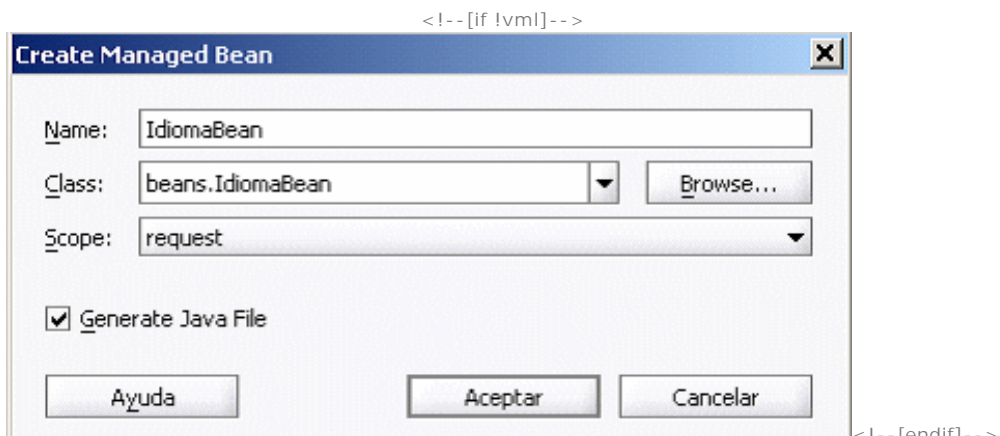 <!--[if !vml]-->
Create Managed Bean
Name: IdiomaBean
Class: beans.IdiomaBean Browse...
Scope: request
Generate Java File
Ayuda Aceptar Cancelar
<!--[endif]-->